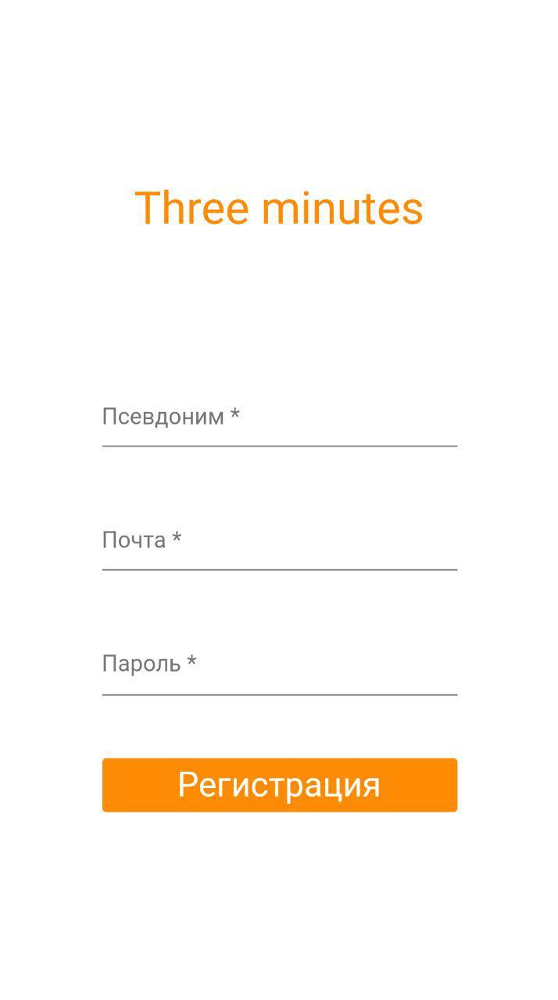 Three minutes
Псевдоним *
Почта *
Пароль *
Регистрация